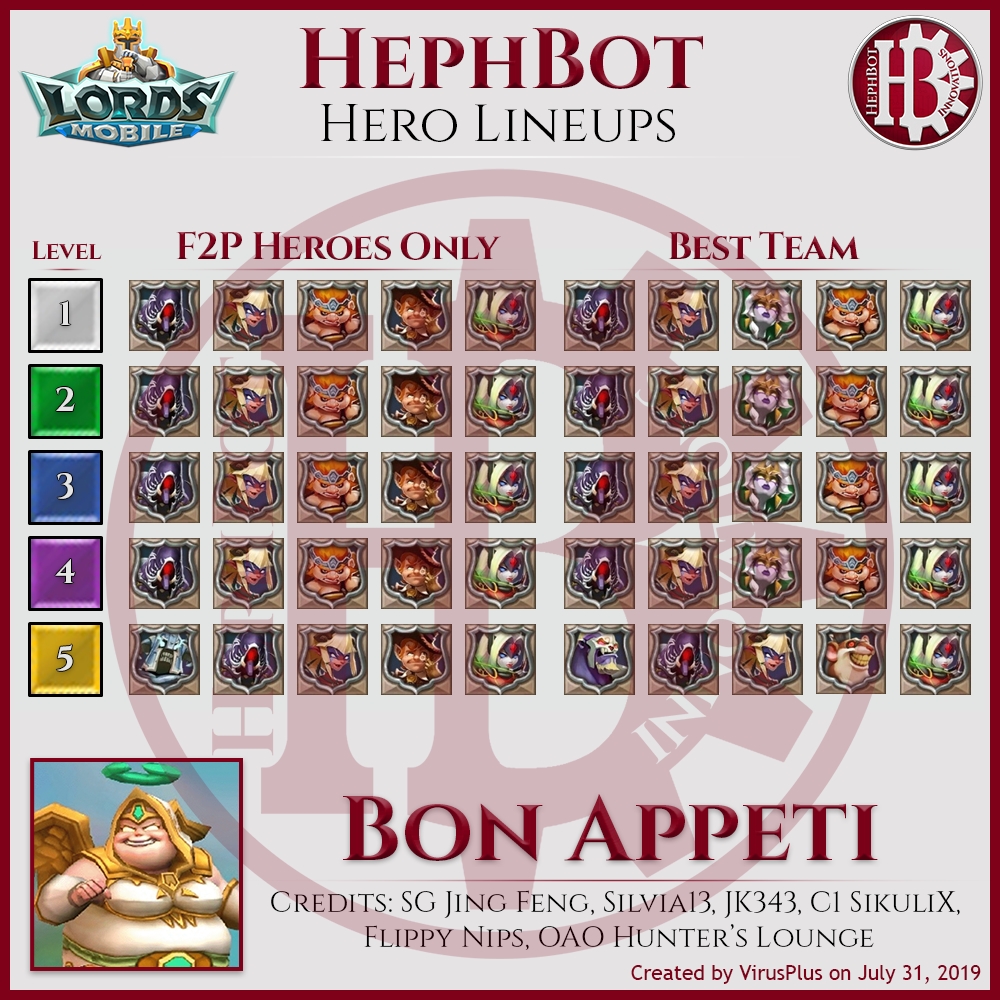 LORDS
MOBILE
HephBot
Hero Lineups
HephBot
Innovations
Level
F2P Heroes Only
Best Team
1
2
3
4
5
Bon Appeti
Credits: SG Jing Feng, Silvia13, JK343, C1 SikuliX,
Flippy Nips, OAO Hunter's Lounge
Created by VirusPlus on July 31, 2019